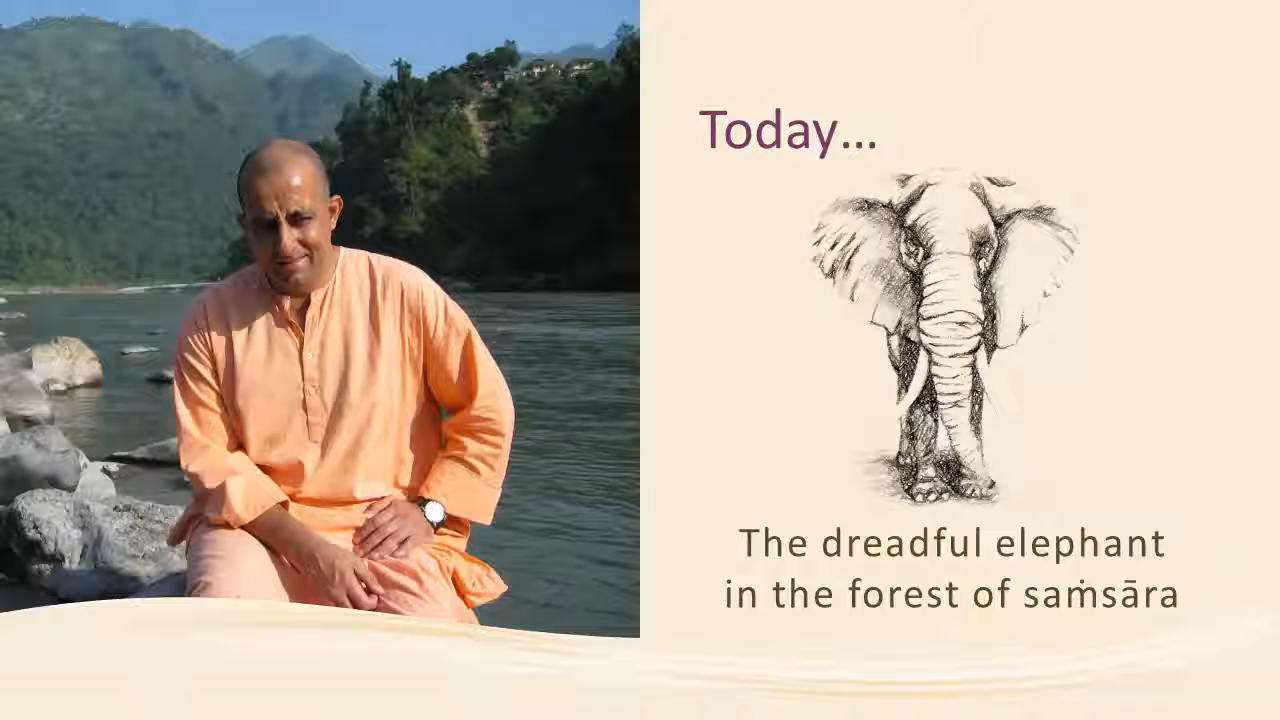 Today...
The dreadful elephant
in the forest of saṁsāra